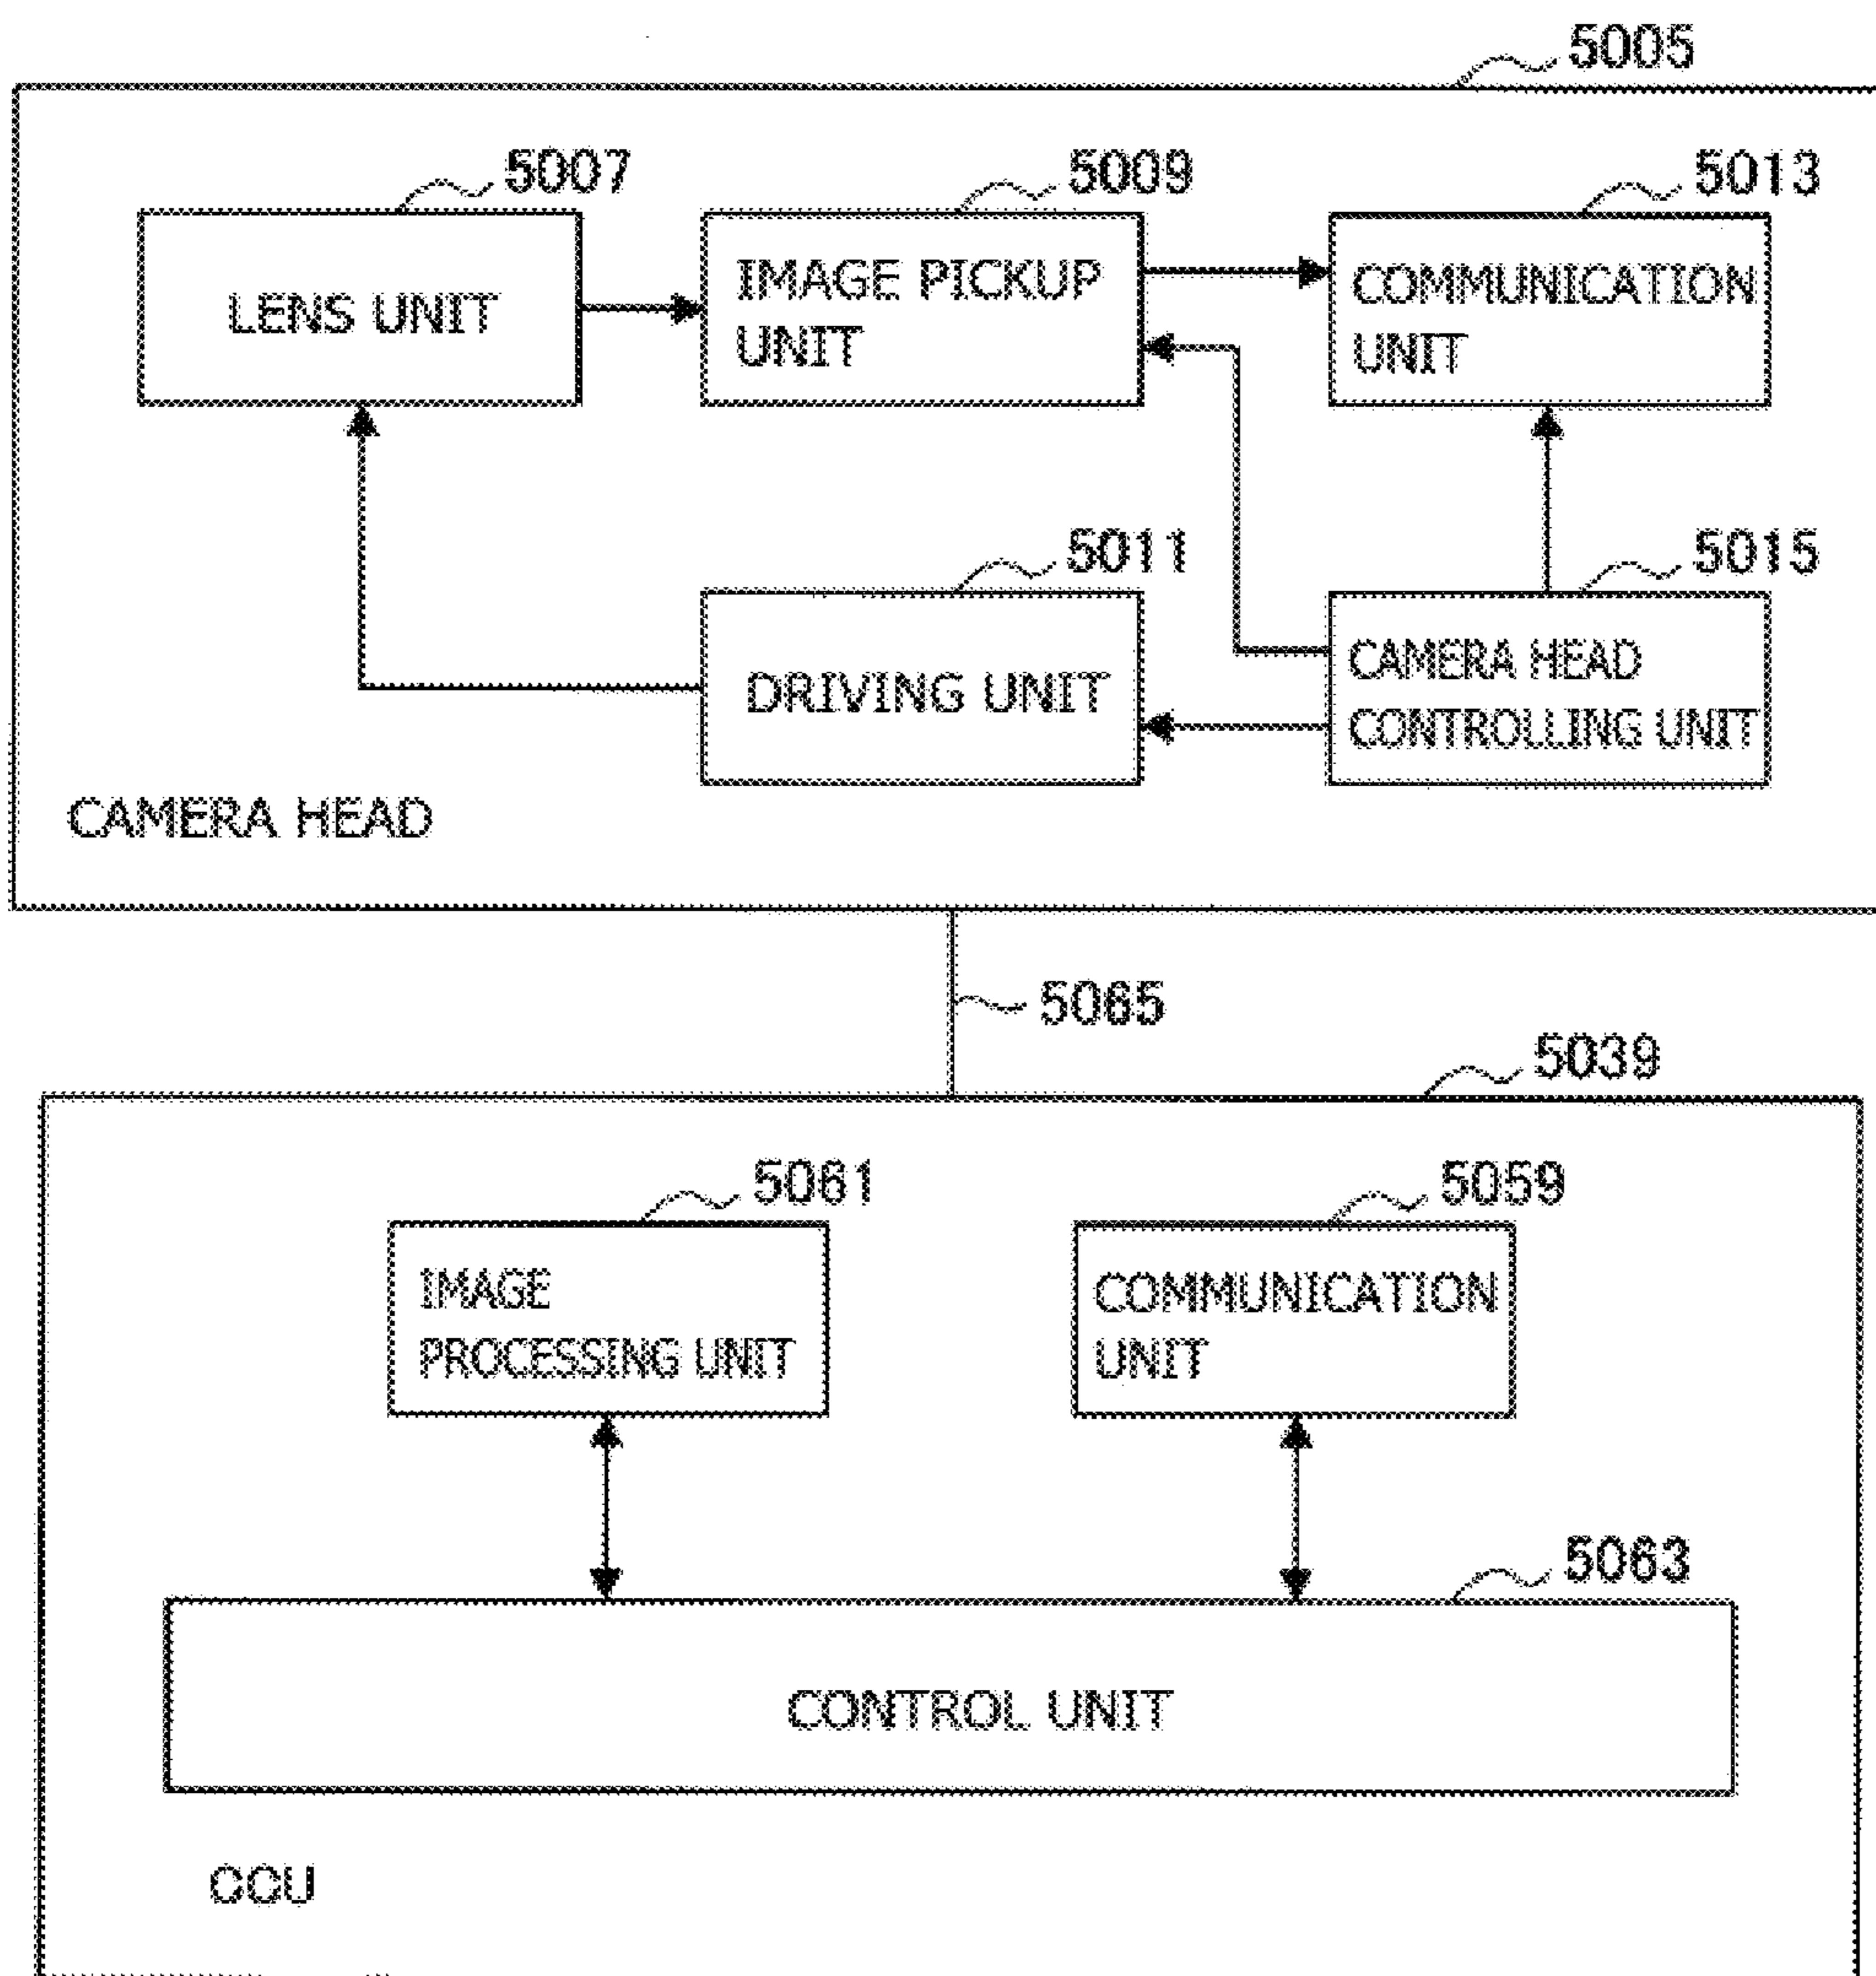 5005
5007
5009
5013
LENS UNIT
IMAGE PICKUP
UNIT
COMMUNICATION
UNIT
5011
5015
DRIVING UNIT
CAMERA HEAD
CONTROLLING UNIT
CAMERA HEAD
5065
5039
5061
5059
IMAGE
PROCESSING UNIT
COMMUNICATION
UNIT
5063
CONTROL UNIT
CCU